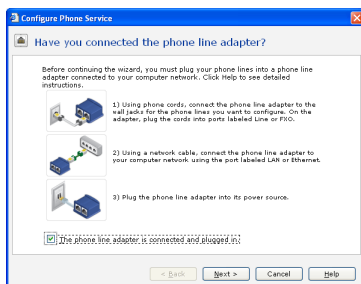 Configure Phone Service
Have you connected the phone line adapter?
Before continuing the wizard, you must plug your phone lines into a phone line
adapter connected to your computer network. Click Help to see detailed
instructions.
1) Using phone cords, connect the phone line adapter to the
wall jacks for the phone lines you want to configure. On the
adapter, plug the cords into ports labeled Line or FXO.
2) Using a network cable, connect the phone line adapter to
your computer network using the port labeled LAN or Ethernet.
3) Plug the phone line adapter into its power source.
The phone line adapter is connected and plugged in.
< Back
Next >
Cancel
Help